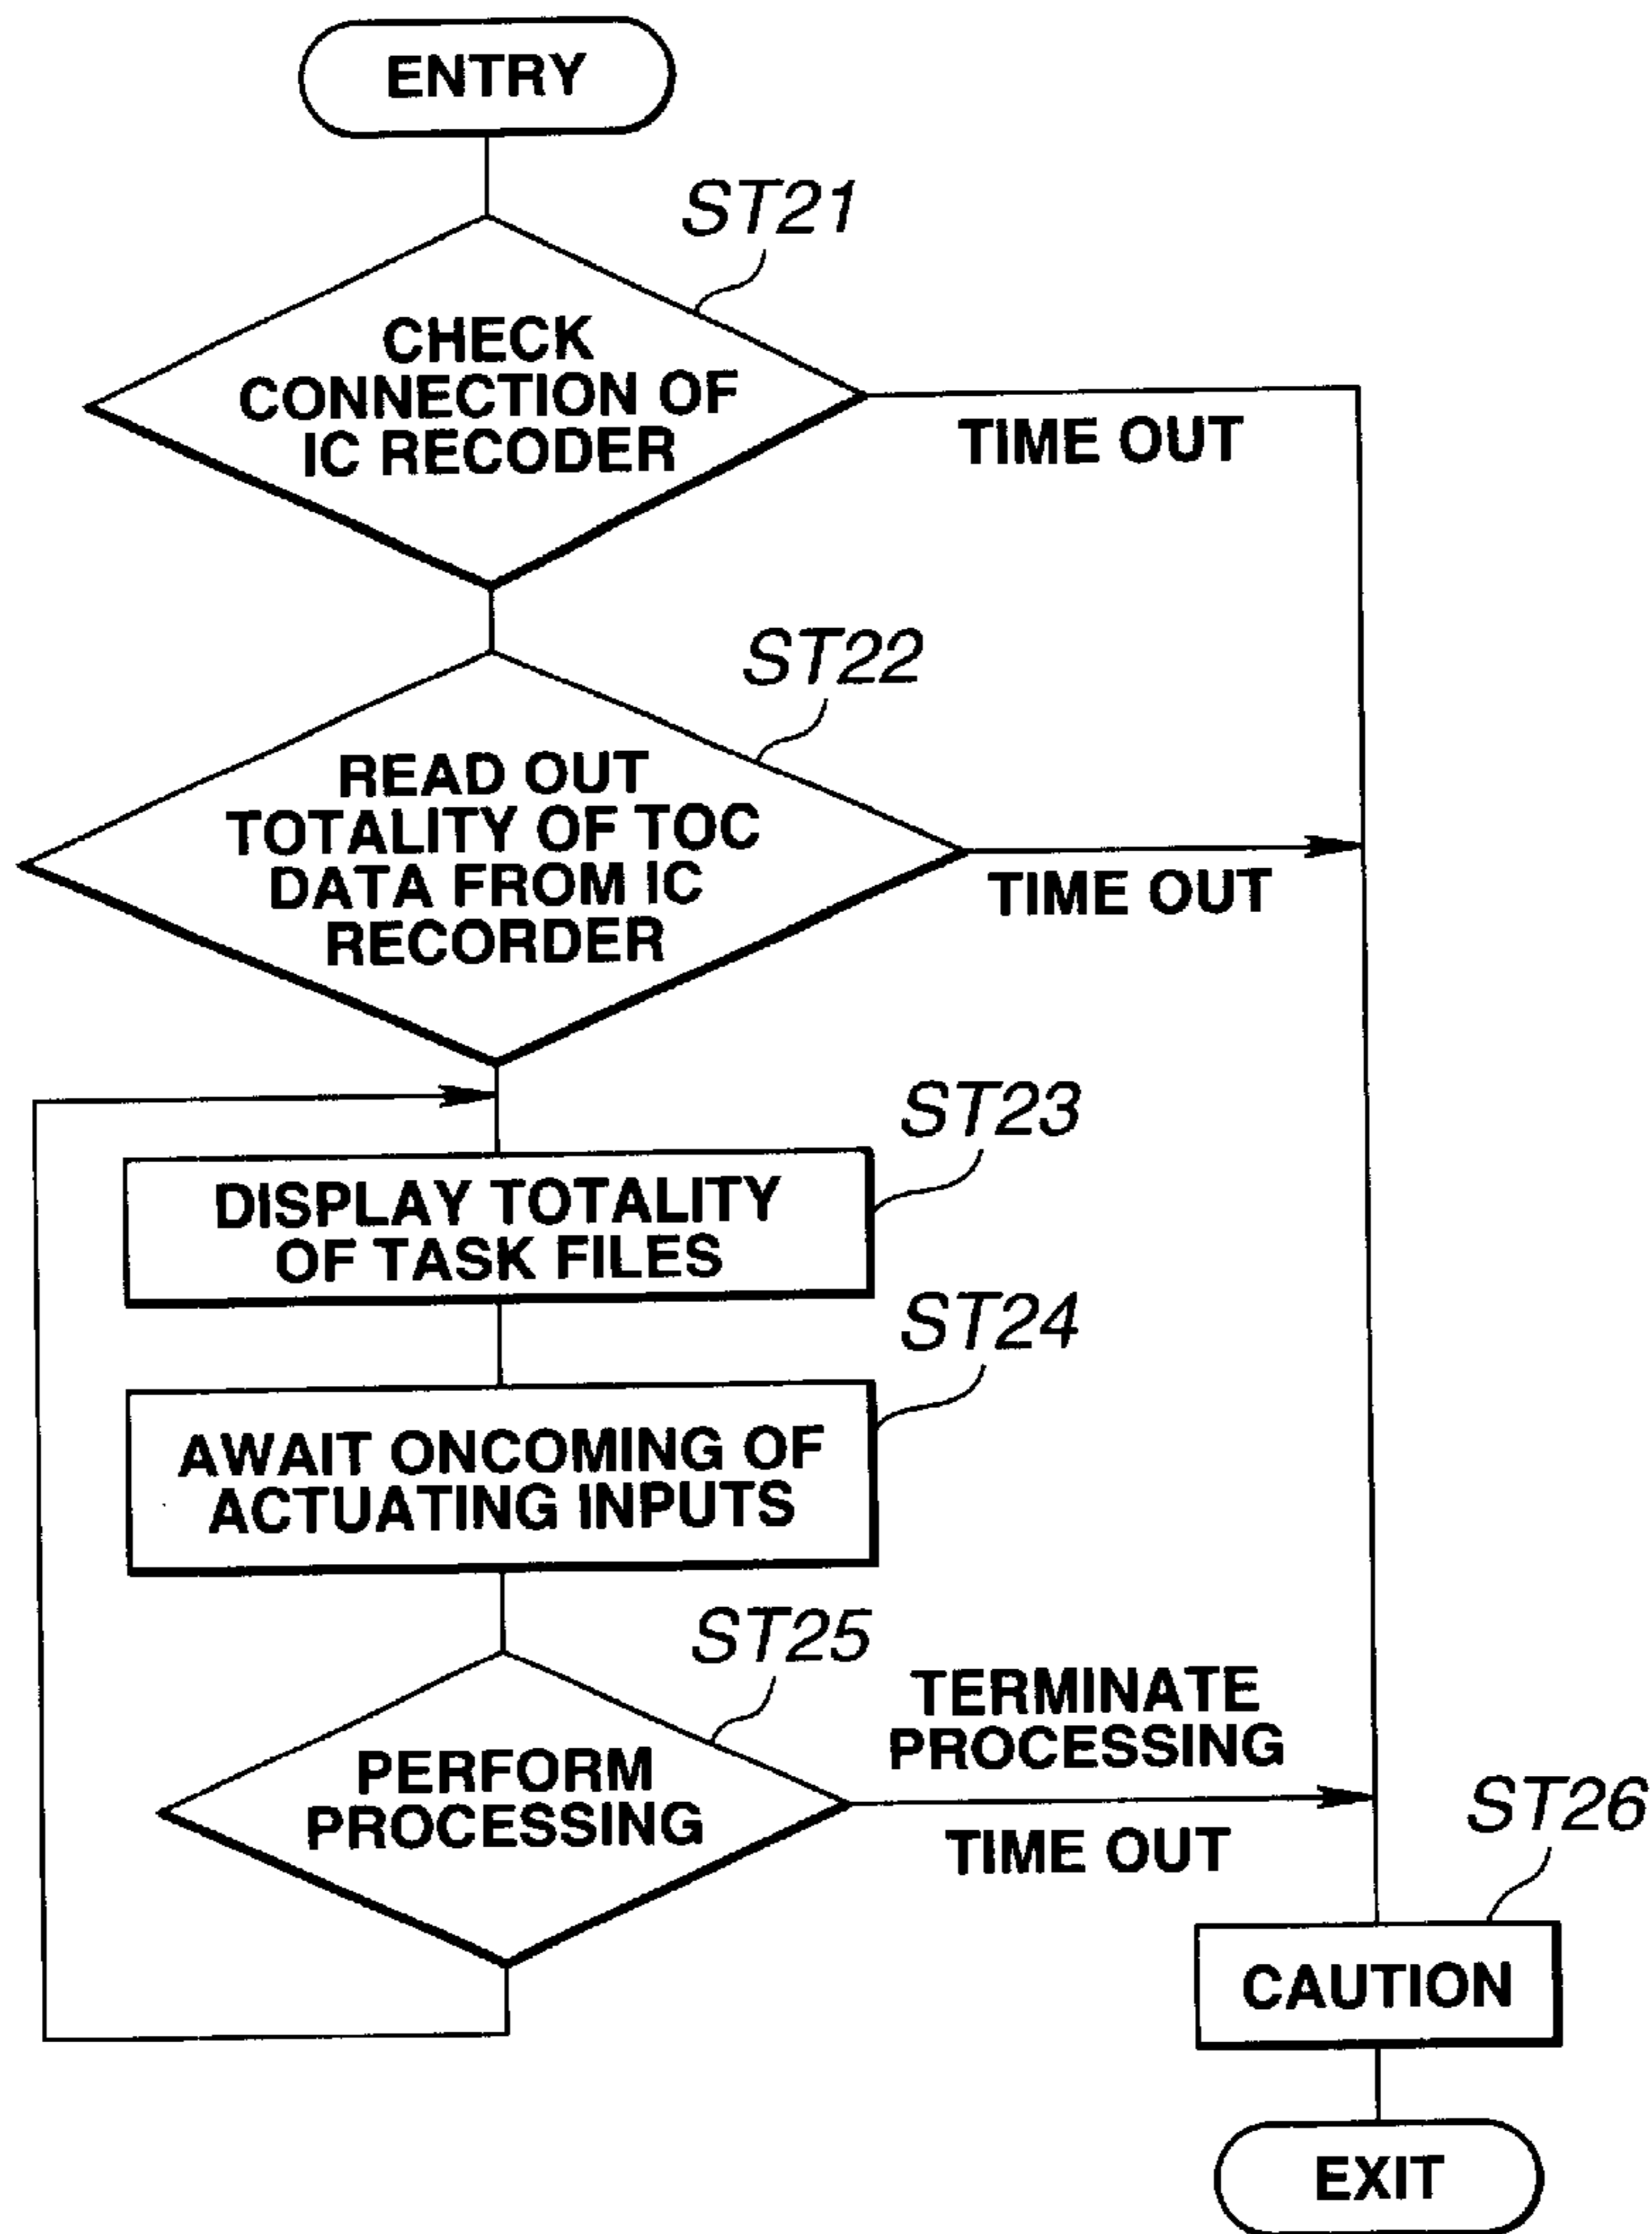 ENTRY
ST21
CHECK
CONNECTION OF
IC RECODER
TIME OUT
ST22
READ OUT
TOTALITY OF TOC
DATA FROM IC
RECORDER
TIME OUT
ST23
DISPLAY TOTALITY
OF TASK FILES
ST24
AWAIT ONCOMING OF
ACTUATING INPUTS
ST25
PERFORM
PROCESSING
TERMINATE
PROCESSING
TIME OUT
ST26
CAUTION
EXIT